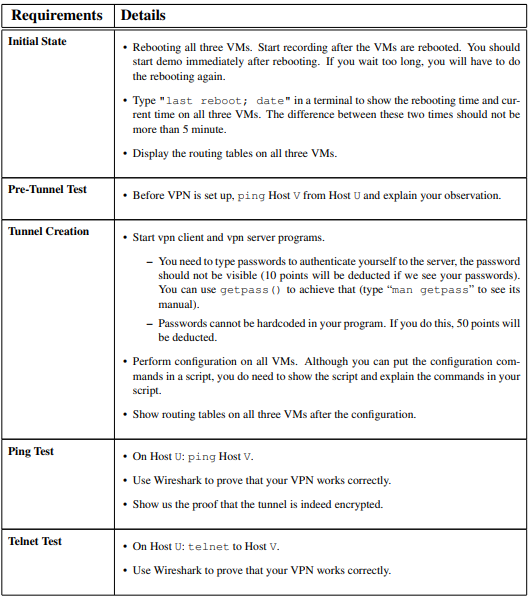 Requirements Details
Initial State
• Rebooting all three VMs. Start recording after the VMs are rebooted. You should
start demo immediately after rebooting. If you wait too long, you will have to do
the rebooting again.
• Type "last reboot; date" in a terminal to show the rebooting time and cur-
rent time on all three VMs. The difference between these two times should not be
more than 5 minute.
• Display the routing tables on all three VMs.
Pre-Tunnel Test
• Before VPN is set up, ping Host V from Host U and explain your observation.
Tunnel Creation
• Start vpn client and vpn server programs.
– You need to type passwords to authenticate yourself to the server, the password
should not be visible (10 points will be deducted if we see your passwords).
You can use getpass() to achieve that (type “man getpass” to see its
manual).
– Passwords cannot be hardcoded in your program. If you do this, 50 points will
be deducted.
• Perform configuration on all VMs. Although you can put the configuration com-
mands in a script, you do need to show the script and explain the commands in your
script.
• Show routing tables on all three VMs after the configuration.
Ping Test
• On Host U: ping Host V.
• Use Wireshark to prove that your VPN works correctly.
• Show us the proof that the tunnel is indeed encrypted.
Telnet Test
• On Host U: telnet to Host V.
• Use Wireshark to prove that your VPN works correctly.